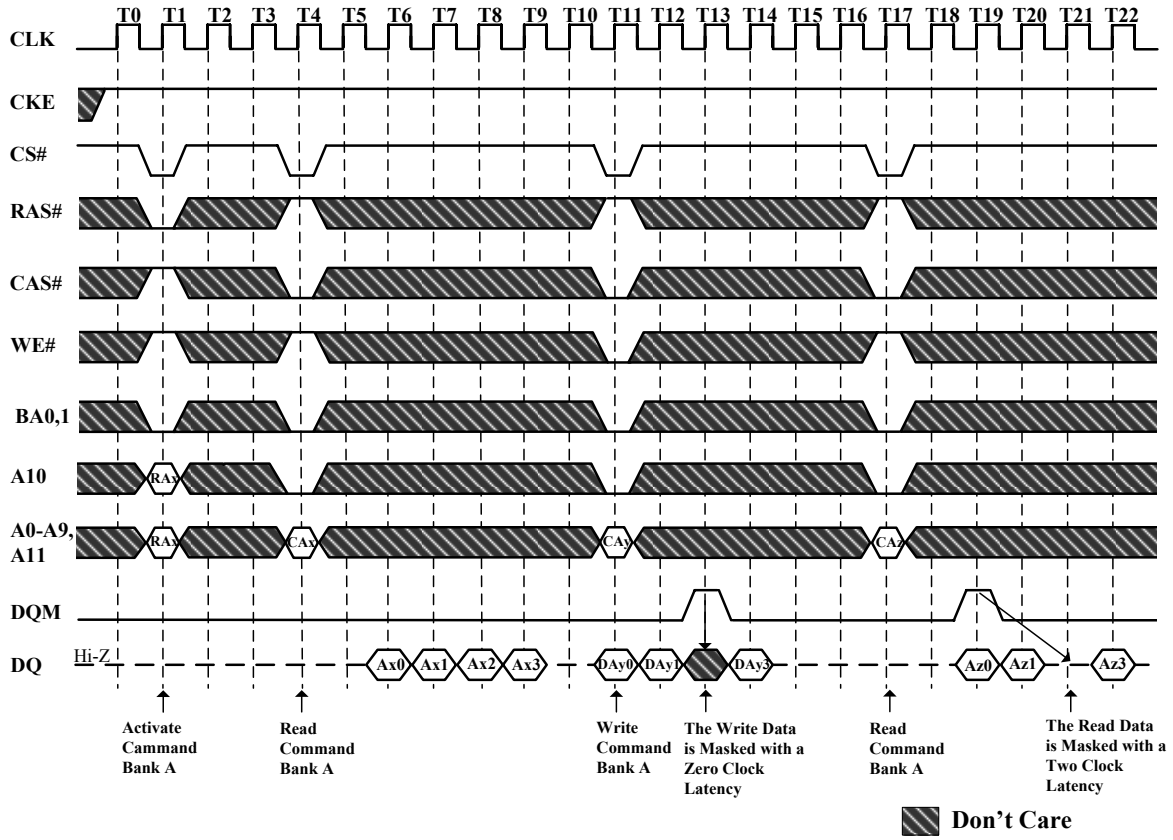 T0 T1 T2 T3 T4 T5 T6 T7 T8 T9 T10 T11 T12 T13 T14 T15 T16 T17 T18 T19 T20 T21 T22
CLK
CKE
CS#
RAS#
CAS#
WE#
BA0,1
A10
RAx
A0-A9,
A11
RAx CAx CAy CAz
DQM
DQ
Hi-Z
Ax0 Ax1 Ax2 Ax3 DAy0 DAy1 DAy3 Az0 Az1 Az3
Activate
Cammand
Bank A
Read
Command
Bank A
Write
Command
Bank A
The Write Data
is Masked with a
Zero Clock
Latency
Read
Command
Bank A
The Read Data
is Masked with a
Two Clock
Latency
Don't Care